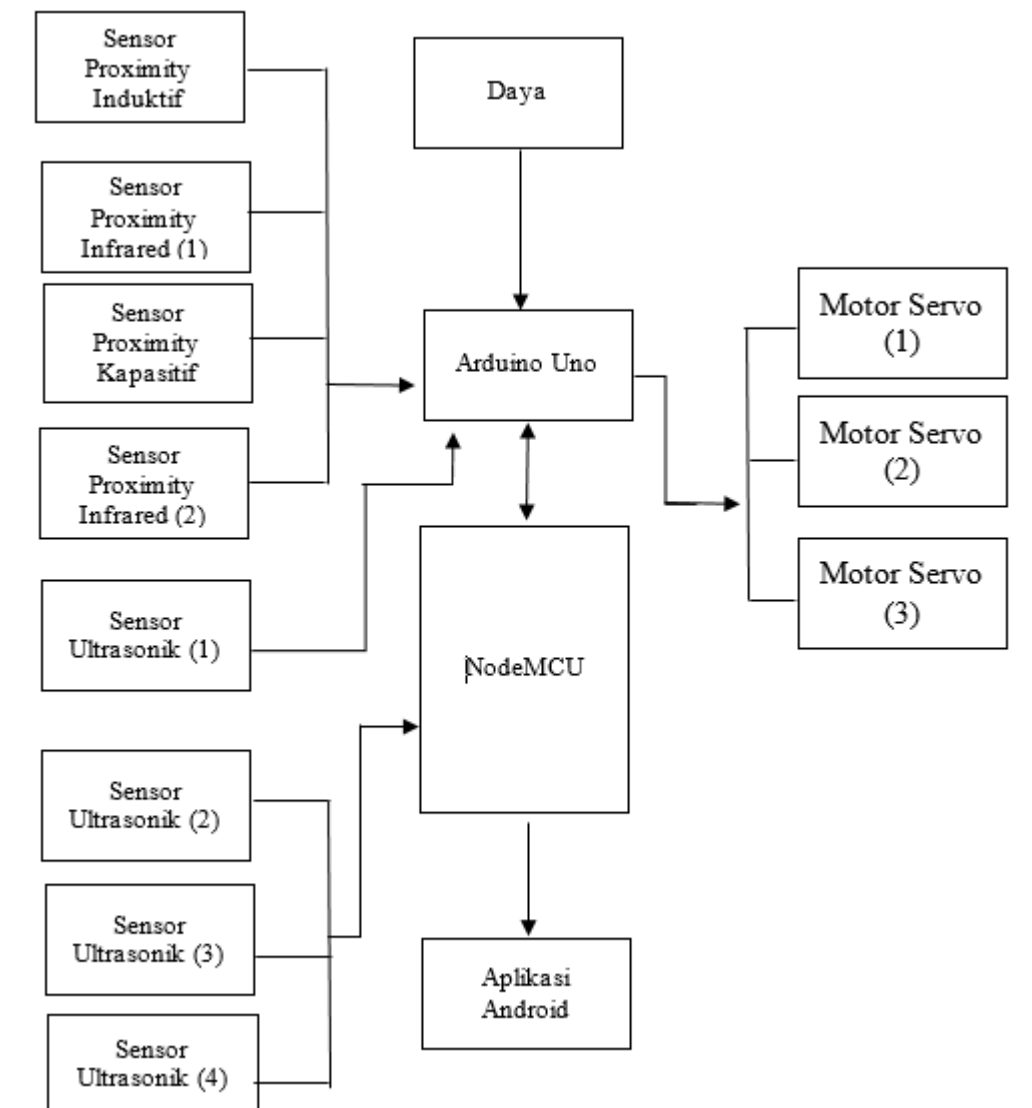 Sensor
Proximity
Induktif
Daya
Sensor
Proximity
Infrared (1)
Sensor
Proximity
Kapasitif
Arduino Uno
Motor Servo
(1)
Motor Servo
(2)
Motor Servo
(3)
Sensor
Proximity
Infrared (2)
Sensor
Ultrasonik (1)
NodeMCU
Sensor
Ultrasonik (2)
Sensor
Ultrasonik (3)
Sensor
Ultrasonik (4)
Aplikasi
Android